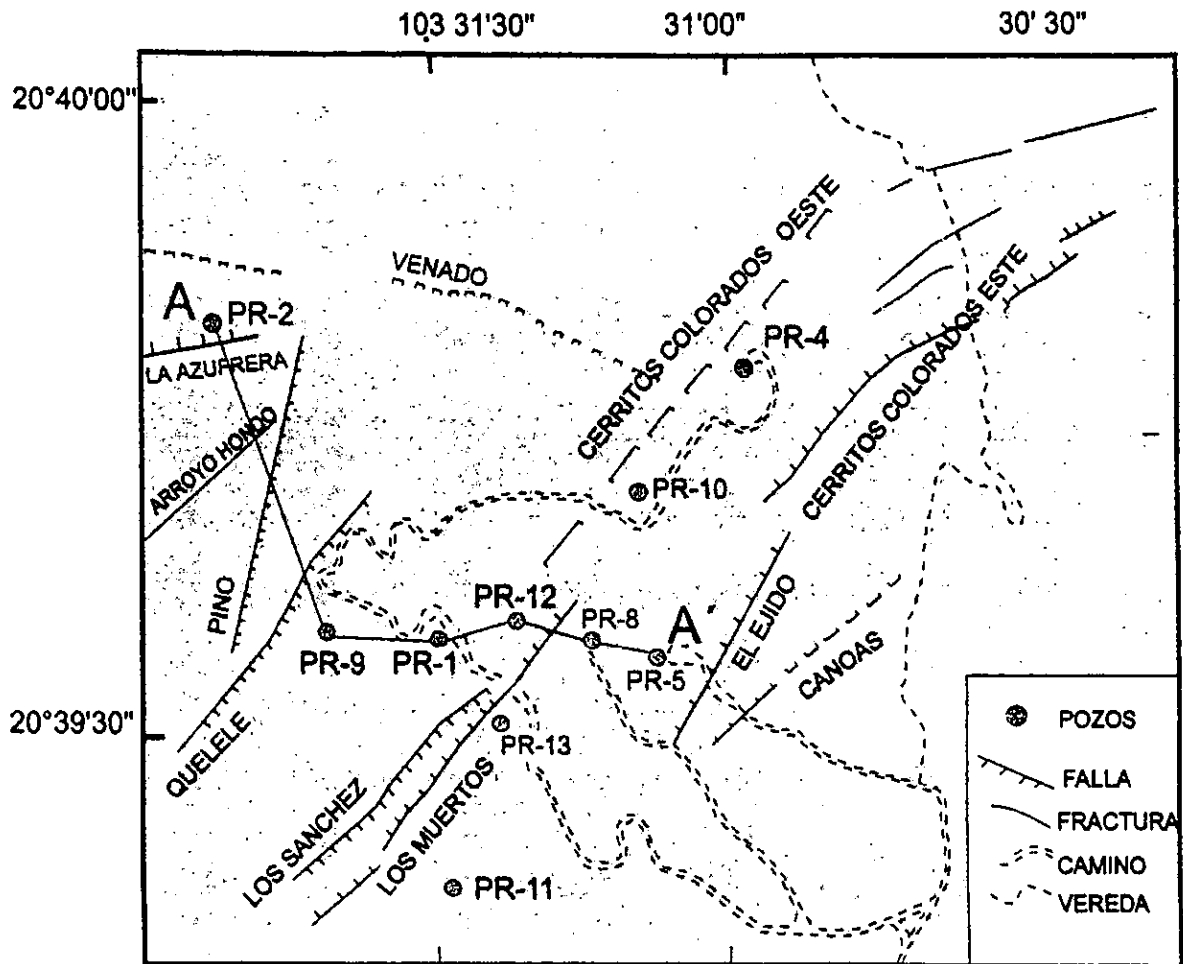 103 31'30" 31'00" 30' 30"
20°40'00"
VENADO
CERRITOS COLORADOS OESTE
A PR-2
PR-4
CERRITOS COLORADOS ESTE
LA AZUFRERA
ARROYO HONDO
PR-10
PINO
PR-12
PR-8
A'
EL EJIDO
PR-9
PR-1
PR-5
CANOAS
20°39'30"
PR-13
QUELELE
LOS SANCHEZ
LOS MUERTOS
PR-11
POZOS
FALLA
FRACTURA
CAMINO
VEREDA